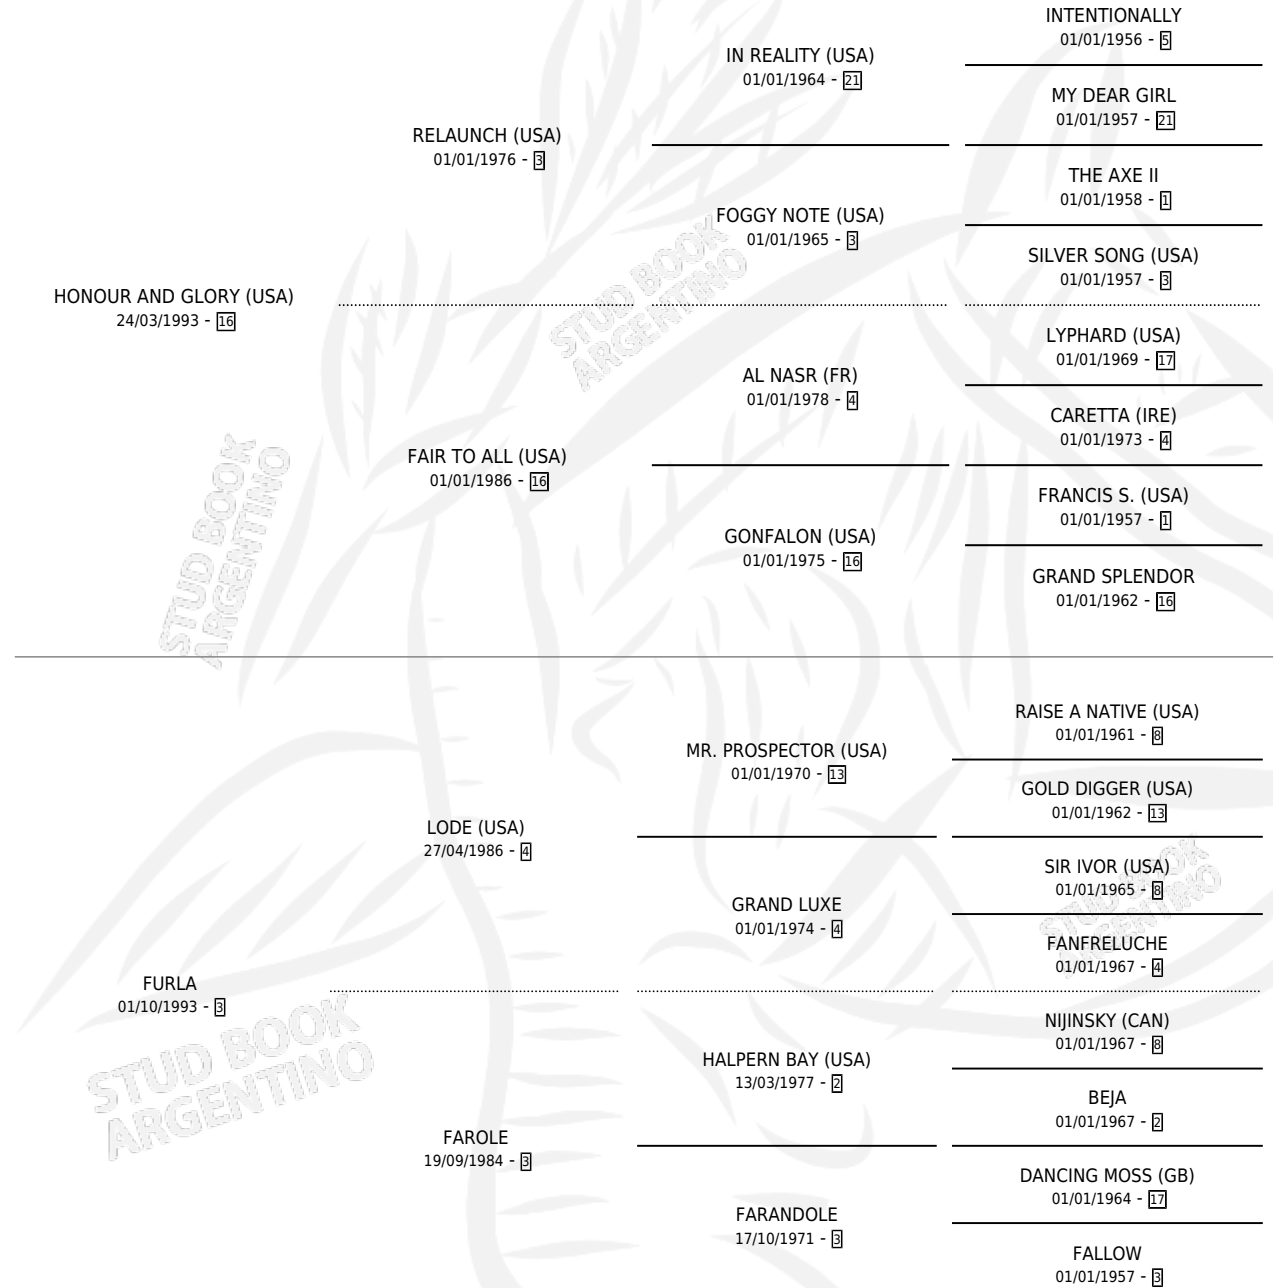 INTENTIONALLY
01/01/1956 - 5
IN REALITY (USA)
01/01/1964 - 21
MY DEAR GIRL
01/01/1957 - 21
RELAUNCH (USA)
01/01/1976 - 3
THE AXE II
01/01/1958 - 1
FOGGY NOTE (USA)
01/01/1965 - 3
SILVER SONG (USA)
01/01/1957 - 3
HONOUR AND GLORY (USA)
24/03/1993 - 16
STUD BOOK
ARGENTINO
LYPHARD (USA)
01/01/1969 - 17
AL NASR (FR)
01/01/1978 - 4
CARETTA (IRE)
01/01/1973 - 4
FAIR TO ALL (USA)
01/01/1986 - 16
FRANCIS S. (USA)
01/01/1957 - 1
GONFALON (USA)
01/01/1975 - 16
GRAND SPLENDOR
01/01/1962 - 16
STUD BOOK
ARGENTINO
RAISE A NATIVE (USA)
01/01/1961 - 8
MR. PROSPECTOR (USA)
01/01/1970 - 13
GOLD DIGGER (USA)
01/01/1962 - 13
LODE (USA)
27/04/1986 - 4
SIR IVOR (USA)
01/01/1965 - 8
GRAND LUXE
01/01/1974 - 4
FANFRELUCHE
01/01/1967 - 4
STUD BOOK
ARGENTINO
FURLA
01/10/1993 - 3
NIJINSKY (CAN)
01/01/1967 - 8
HALPERN BAY (USA)
13/03/1977 - 2
BEJA
01/01/1967 - 2
FAROLE
19/09/1984 - 3
DANCING MOSS (GB)
01/01/1964 - 17
FARANDOLE
17/10/1971 - 3
FALLOW
01/01/1957 - 3
STUD BOOK
ARGENTINO